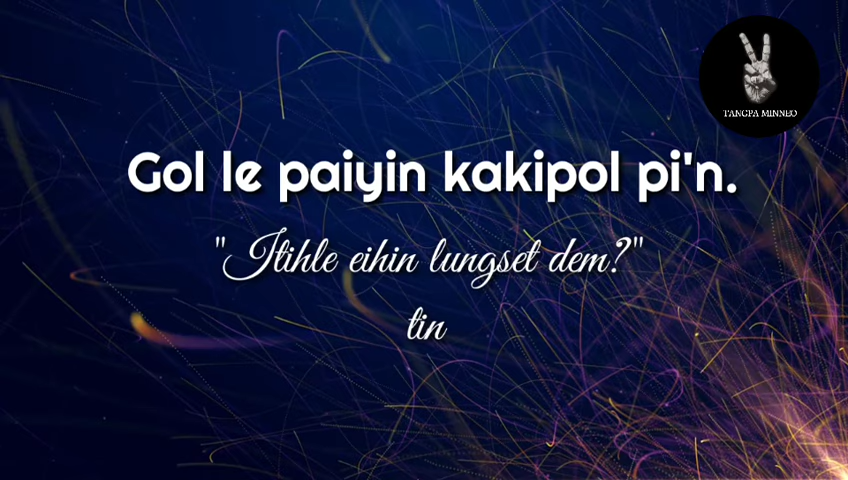 TANGPA MINNEO
Gol le paiyin kakipol pi'n.
"Itihle eihin lungset dem?"
tin